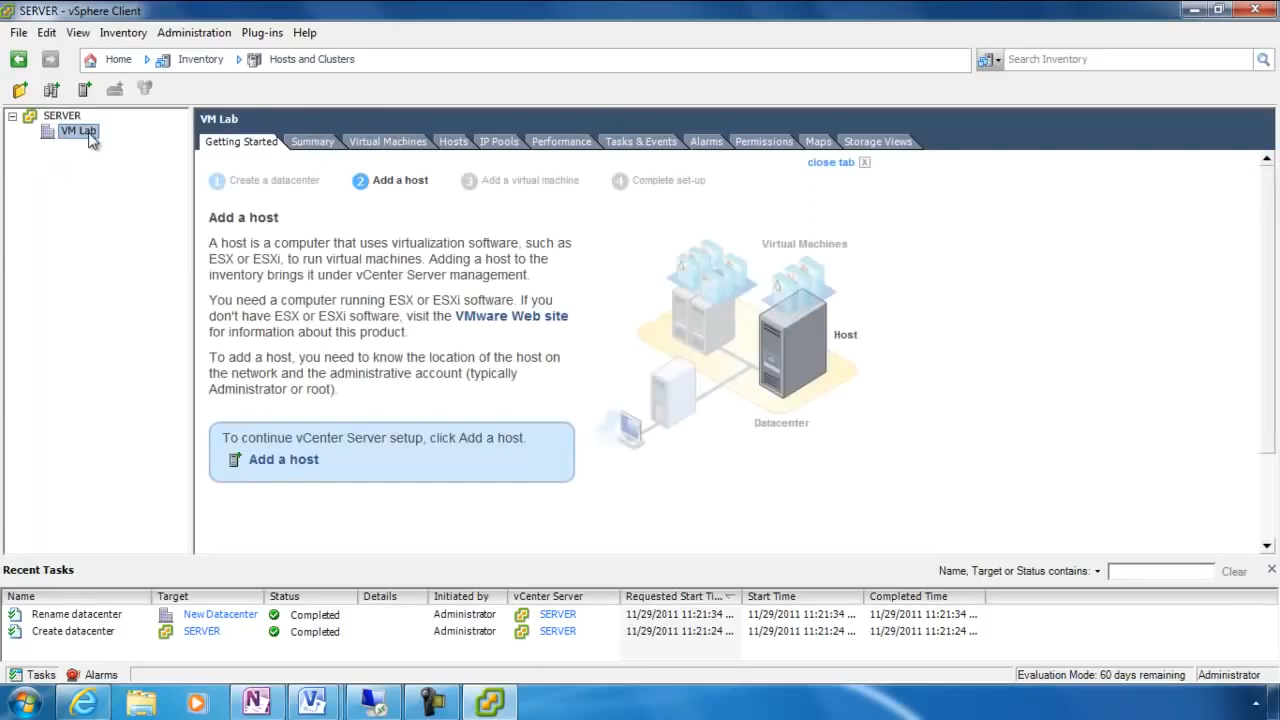 SERVER - vSphere Client
File Edit View Inventory Administration Plug-ins Help
Home Inventory Hosts and Clusters Search Inventory
SERVER
VM Lab
VM Lab
Getting Started Summary Virtual Machines Hosts IP Pools Performance Tasks & Events Alarms Permissions Maps Storage Views
close tab X
1 Create a datacenter 2 Add a host 3 Add a virtual machine 4 Complete set-up
Add a host
A host is a computer that uses virtualization software, such as
ESX or ESXi, to run virtual machines. Adding a host to the
inventory brings it under vCenter Server management.
You need a computer running ESX or ESXi software. If you
don't have ESX or ESXi software, visit the VMware Web site
for information about this product.
To add a host, you need to know the location of the host on
the network and the administrative account (typically
Administrator or root).
To continue vCenter Server setup, click Add a host.
Add a host
Virtual Machines
Host
Datacenter
Recent Tasks
Name, Target or Status contains: Clear
Name Target Status Details Initiated by vCenter Server Requested Start Ti... Start Time Completed Time
Rename datacenter New Datacenter Completed Administrator SERVER 11/29/2011 11:21:34 ... 11/29/2011 11:21:34 ... 11/29/2011 11:21:34 ...
Create datacenter SERVER Completed Administrator SERVER 11/29/2011 11:21:24 ... 11/29/2011 11:21:24 ... 11/29/2011 11:21:24 ...
Tasks Alarms Evaluation Mode: 60 days remaining Administrator